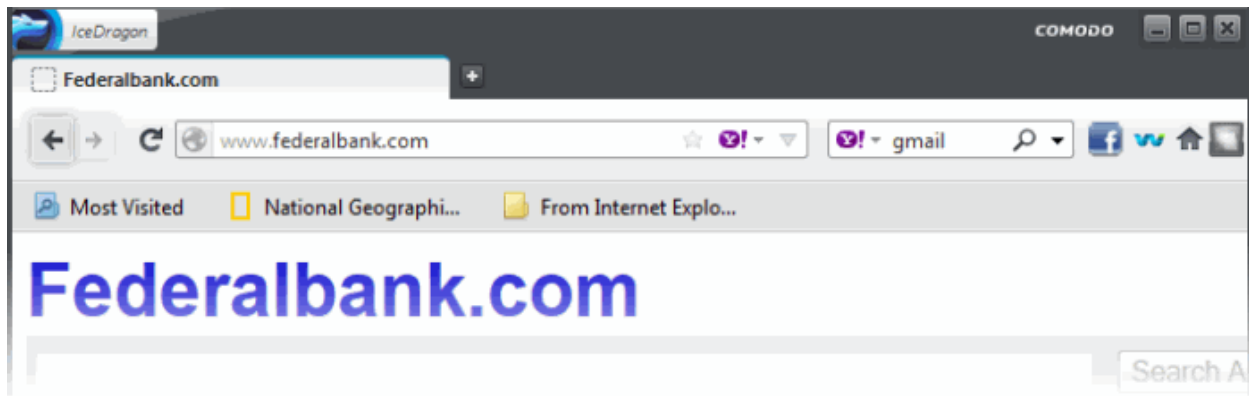 IceDragon
COMODO
Federalbank.com
www.federalbank.com
gmail
Most Visited
National Geographi...
From Internet Explo...
Federalbank.com
Search A